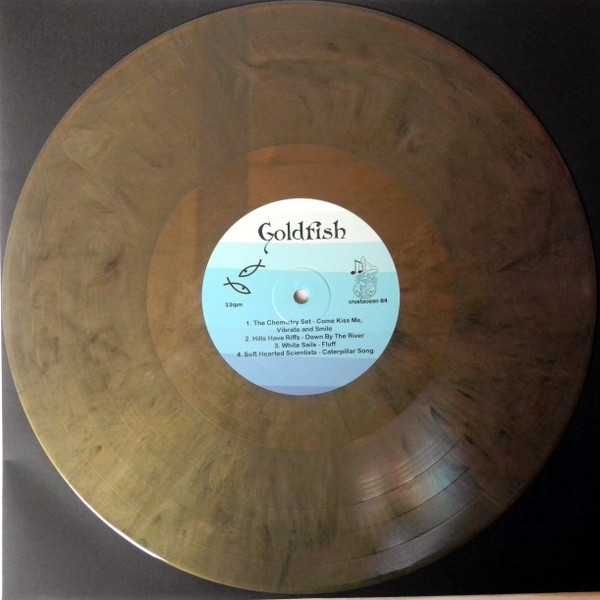 Goldfish
33rpm
crustacean 64
1. The Chemistry Set - Come Kiss Me,
Vibrate and Smile
2. Hills Have Riffs - Down By The River
3. White Sails - Fluff
4. Soft Hearted Scientists - Caterpillar Song